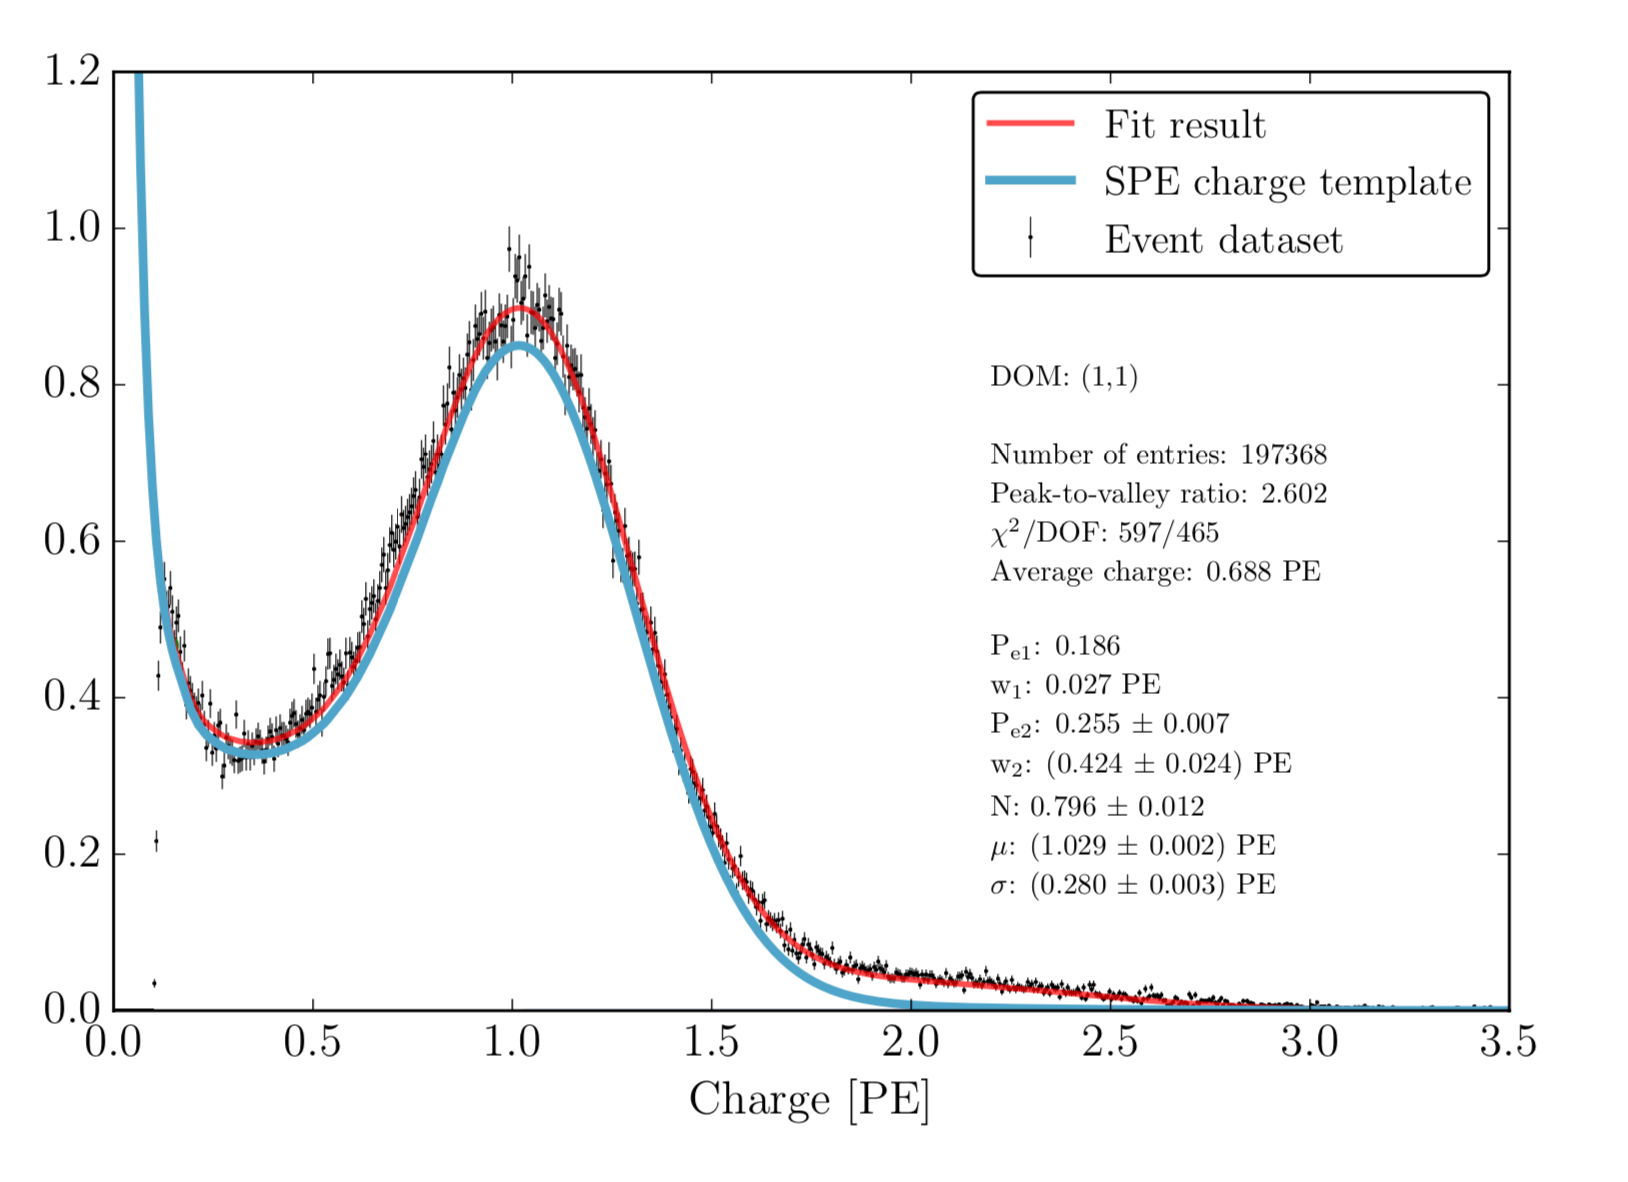 1.2
1.0
0.8
0.6
0.4
0.2
0.0
0.0 0.5 1.0 1.5 2.0 2.5 3.0 3.5
Charge [PE]
Fit result
SPE charge template
Event dataset
DOM: (1,1)
Number of entries: 197368
Peak-to-valley ratio: 2.602
χ²/DOF: 597/465
Average charge: 0.688 PE
Pₑ₁: 0.186
w₁: 0.027 PE
Pₑ₂: 0.255 ± 0.007
w₂: (0.424 ± 0.024) PE
N: 0.796 ± 0.012
μ: (1.029 ± 0.002) PE
σ: (0.280 ± 0.003) PE